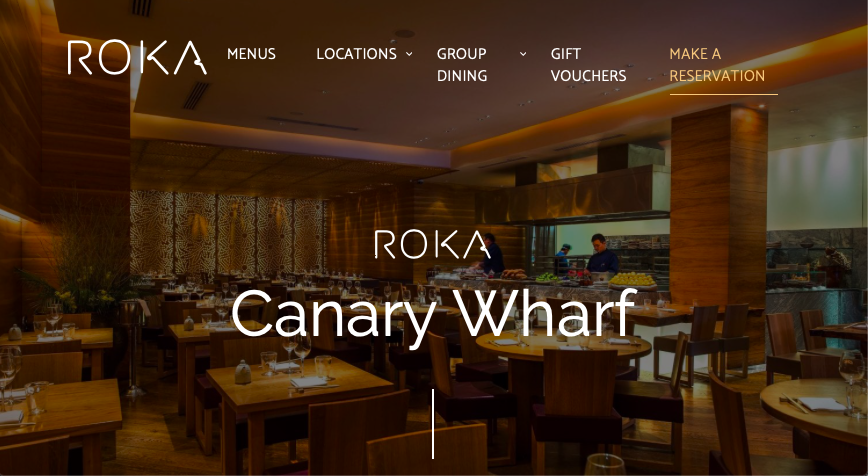 ROKA
MENUS
LOCATIONS
GROUP
DINING
GIFT
VOUCHERS
MAKE A
RESERVATION
ROKA
Canary Wharf